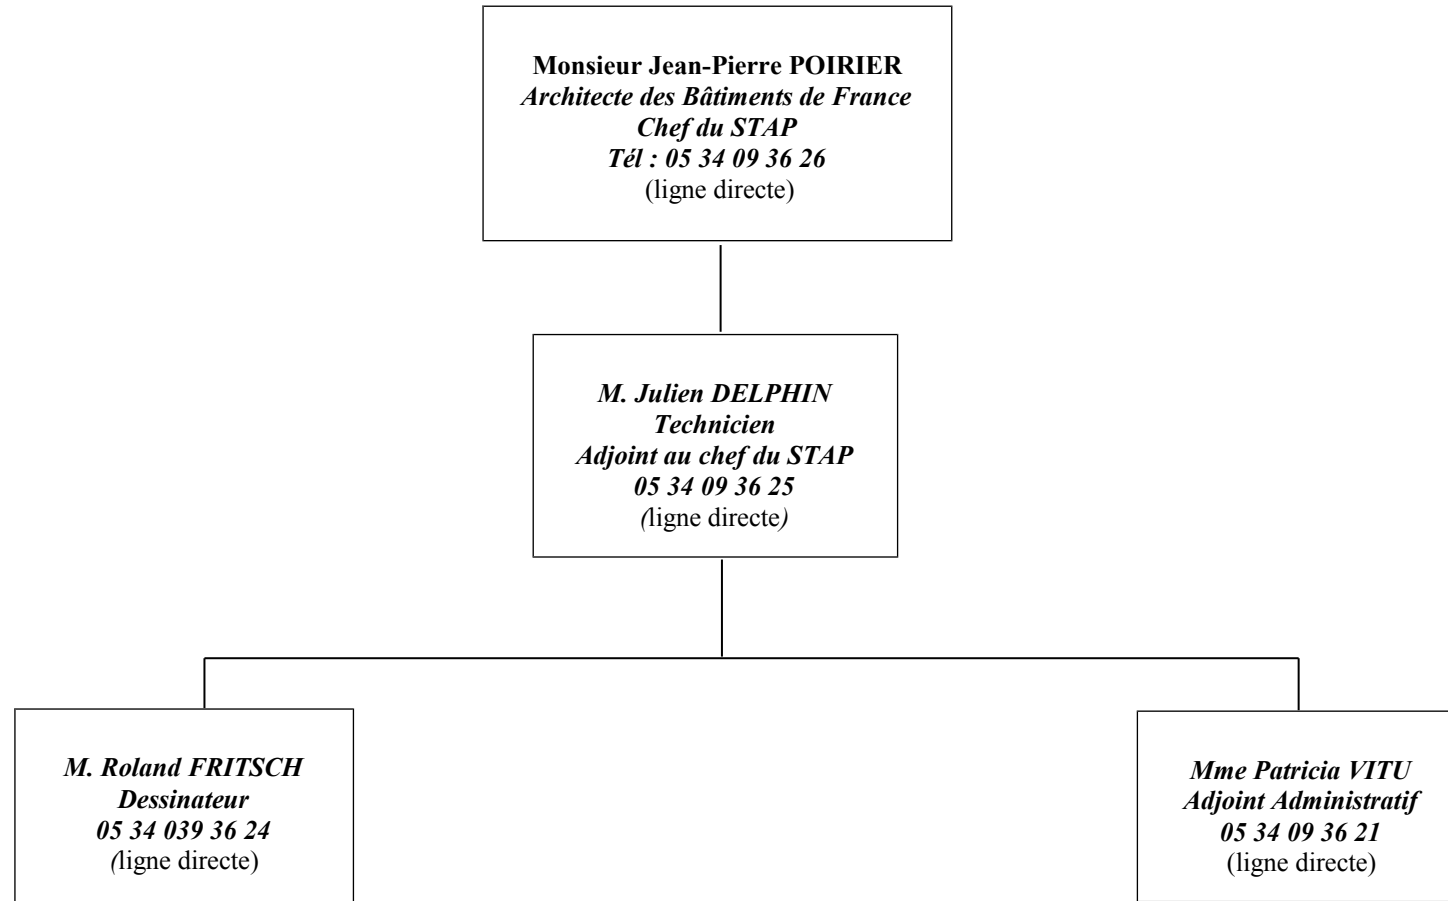 Monsieur Jean-Pierre POIRIER
Architecte des Bâtiments de France
Chef du STAP
Tél : 05 34 09 36 26
(ligne directe)
M. Julien DELPHIN
Technicien
Adjoint au chef du STAP
05 34 09 36 25
(ligne directe)
M. Roland FRITSCH
Dessinateur
05 34 039 36 24
(ligne directe)
Mme Patricia VITU
Adjoint Administratif
05 34 09 36 21
(ligne directe)